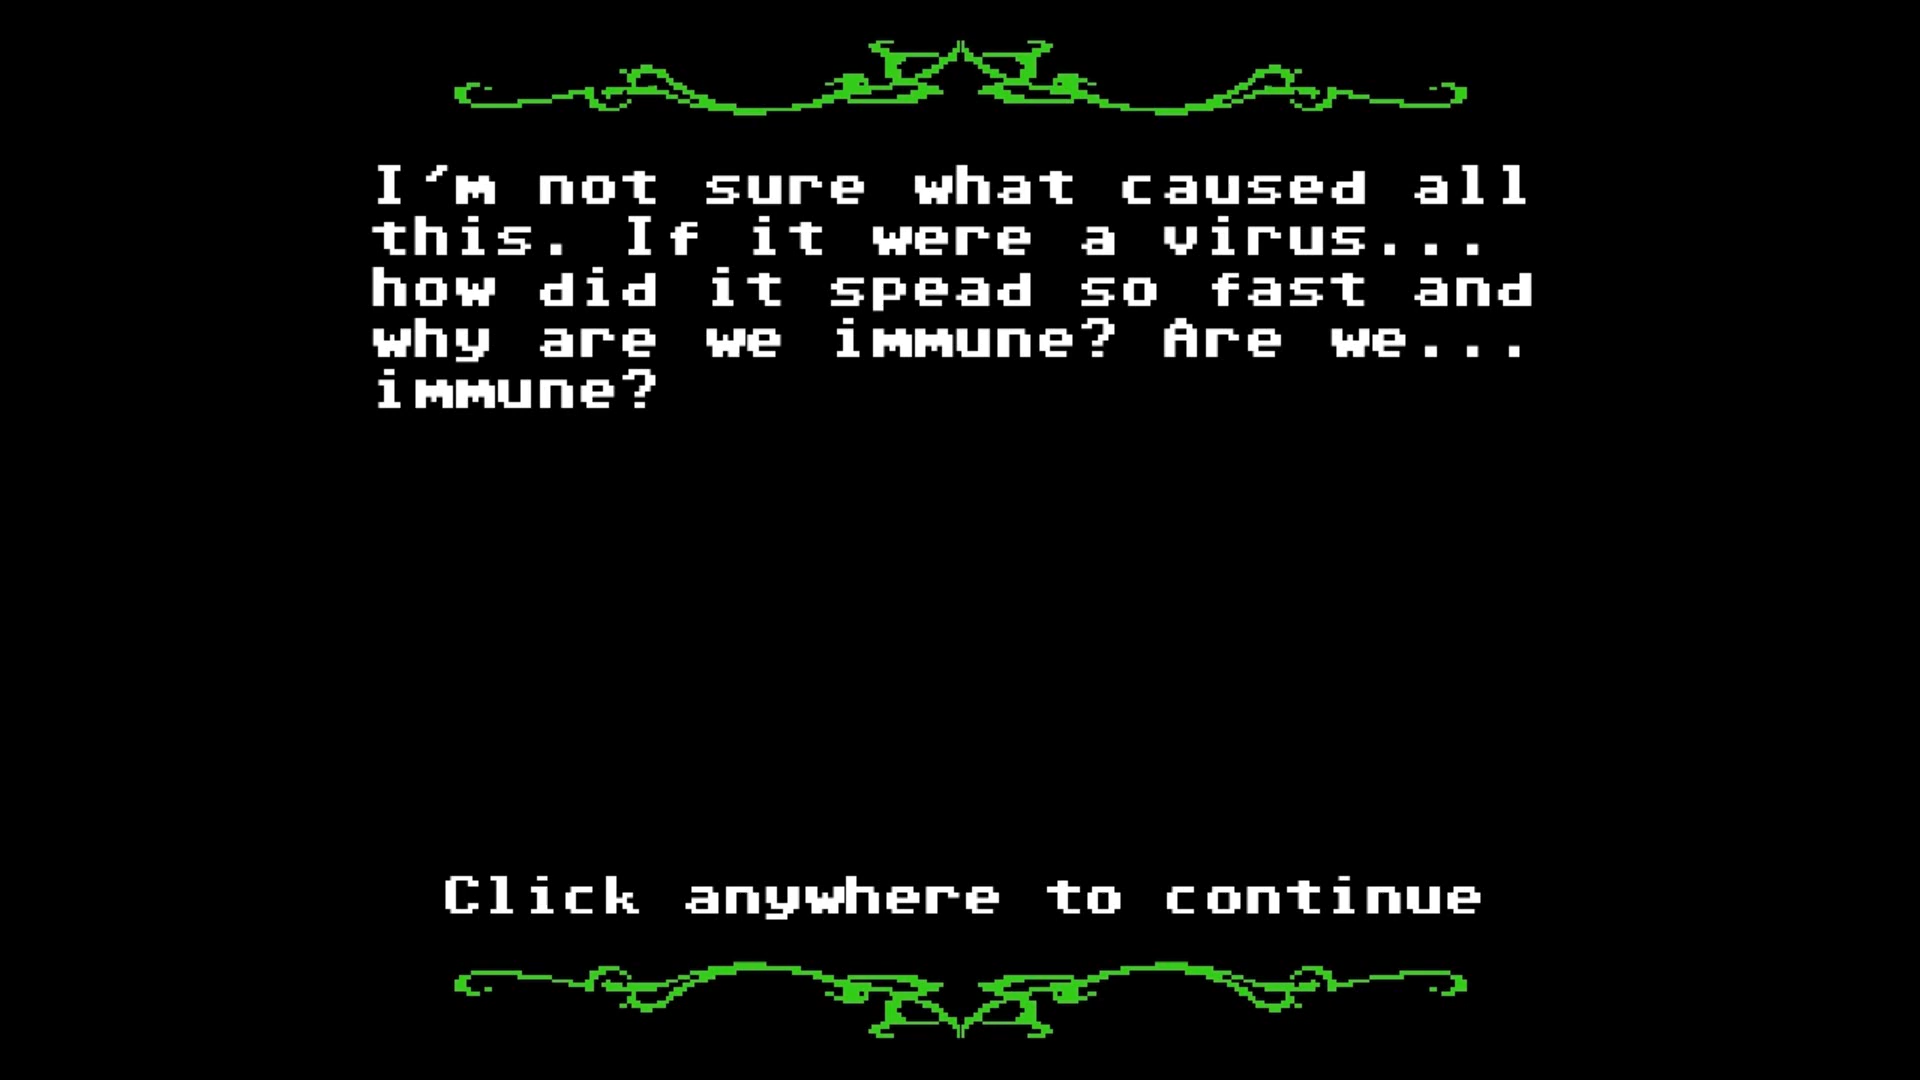 I'm not sure what caused all
this. If it were a virus...
how did it spead so fast and
why are we immune? Are we...
immune?
Click anywhere to continue